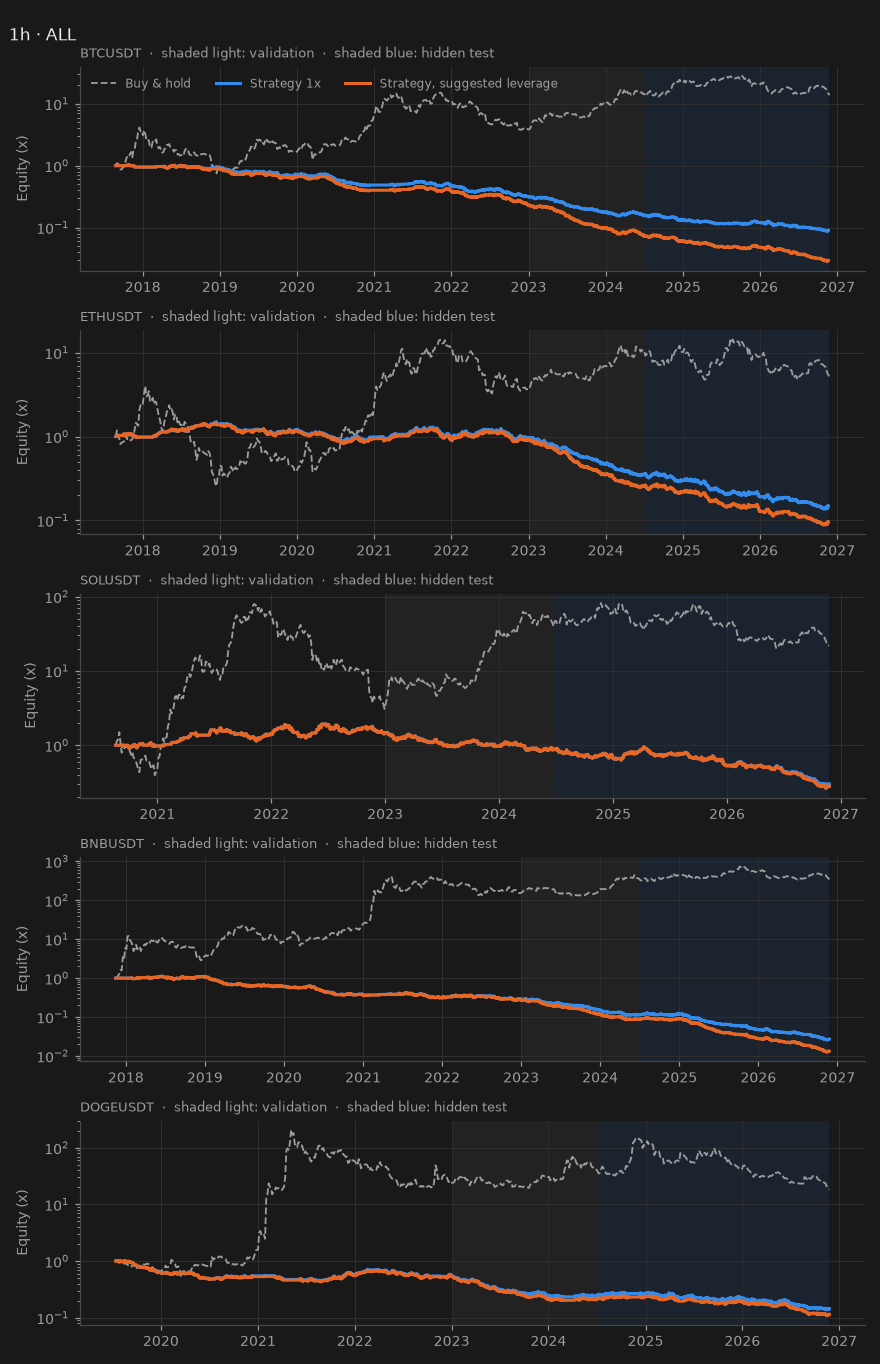 1h · ALL
BTCUSDT · shaded light: validation · shaded blue: hidden test
Buy & hold Strategy 1x Strategy, suggested leverage
Equity (x)
10¹
10⁰
10⁻¹
2018 2019 2020 2021 2022 2023 2024 2025 2026 2027
ETHUSDT · shaded light: validation · shaded blue: hidden test
Equity (x)
10¹
10⁰
10⁻¹
2018 2019 2020 2021 2022 2023 2024 2025 2026 2027
SOLUSDT · shaded light: validation · shaded blue: hidden test
Equity (x)
10²
10¹
10⁰
2021 2022 2023 2024 2025 2026 2027
BNBUSDT · shaded light: validation · shaded blue: hidden test
Equity (x)
10³
10²
10¹
10⁰
10⁻¹
10⁻²
2018 2019 2020 2021 2022 2023 2024 2025 2026 2027
DOGEUSDT · shaded light: validation · shaded blue: hidden test
Equity (x)
10²
10¹
10⁰
10⁻¹
2020 2021 2022 2023 2024 2025 2026 2027